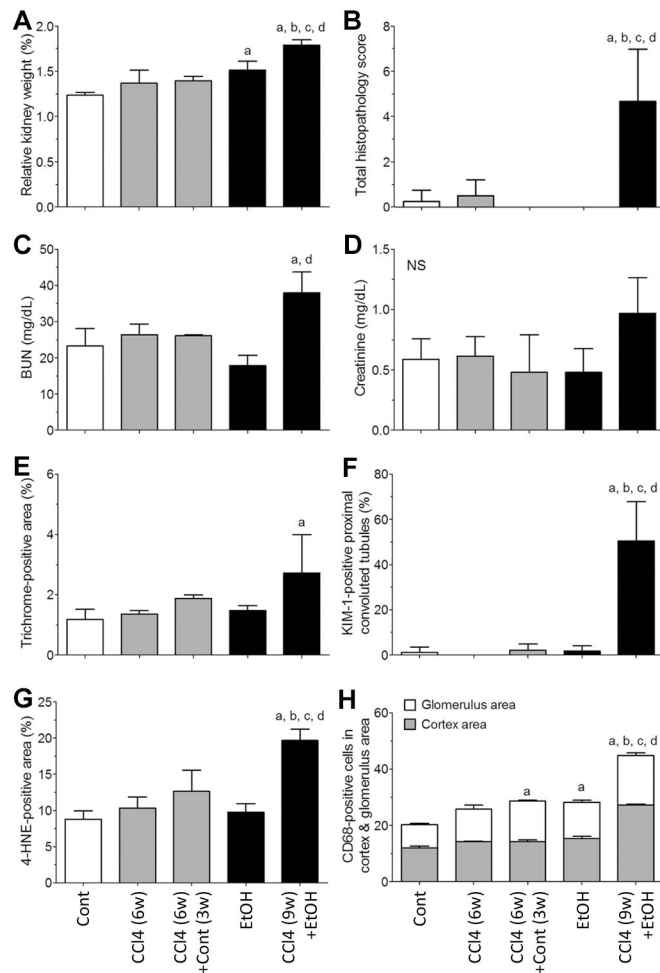 A
Relative kidney weight (%)
2.0
1.5
1.0
0.5
0.0
a
a, b, c, d
B
Total histopathology score
8
6
4
2
0
a, b, c, d
C
BUN (mg/dL)
50
40
30
20
10
0
a, d
D
Creatinine (mg/dL)
1.5
1.0
0.5
0.0
NS
E
Trichrome-positive area (%)
6
4
2
0
a
F
KIM-1-positive proximal
convoluted tubules (%)
80
60
40
20
0
a, b, c, d
G
4-HNE-positive area (%)
25
20
15
10
5
0
a, b, c, d
Cont
CCl4 (6w)
CCl4 (6w)
+Cont (3w)
EtOH
CCl4 (9w)
+EtOH
H
CD68-positive cells in
cortex & glomerulus area
60
40
20
0
Glomerulus area
Cortex area
a
a
a, b, c, d
Cont
CCl4 (6w)
CCl4 (6w)
+Cont (3w)
EtOH
CCl4 (9w)
+EtOH